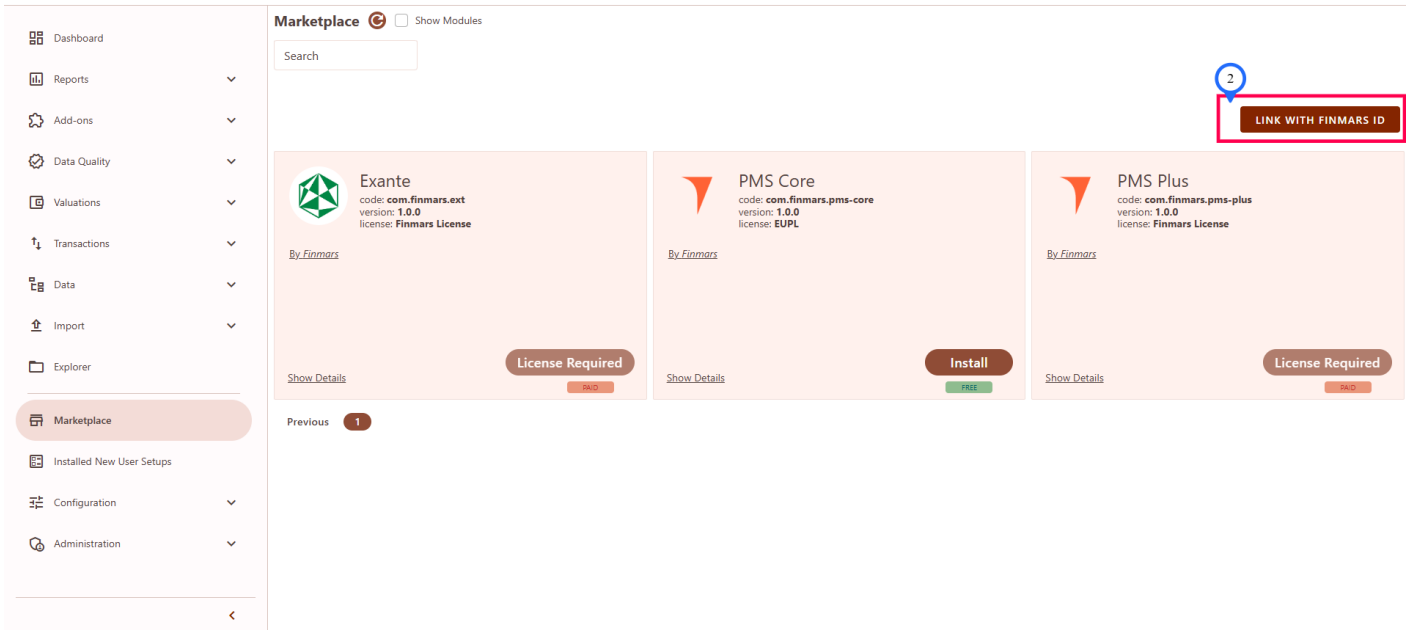 Marketplace
Show Modules
Search
2
LINK WITH FINMARS ID
Dashboard
Reports
Add-ons
Data Quality
Valuations
Transactions
Data
Import
Explorer
Marketplace
Installed New User Setups
Configuration
Administration
Exante
code: com.finmars.ext
version: 1.0.0
license: Finmars License
By Finmars
Show Details
License Required
PAID
PMS Core
code: com.finmars.pms-core
version: 1.0.0
license: EUPL
By Finmars
Show Details
Install
FREE
PMS Plus
code: com.finmars.pms-plus
version: 1.0.0
license: Finmars License
By Finmars
Show Details
License Required
PAID
Previous
1